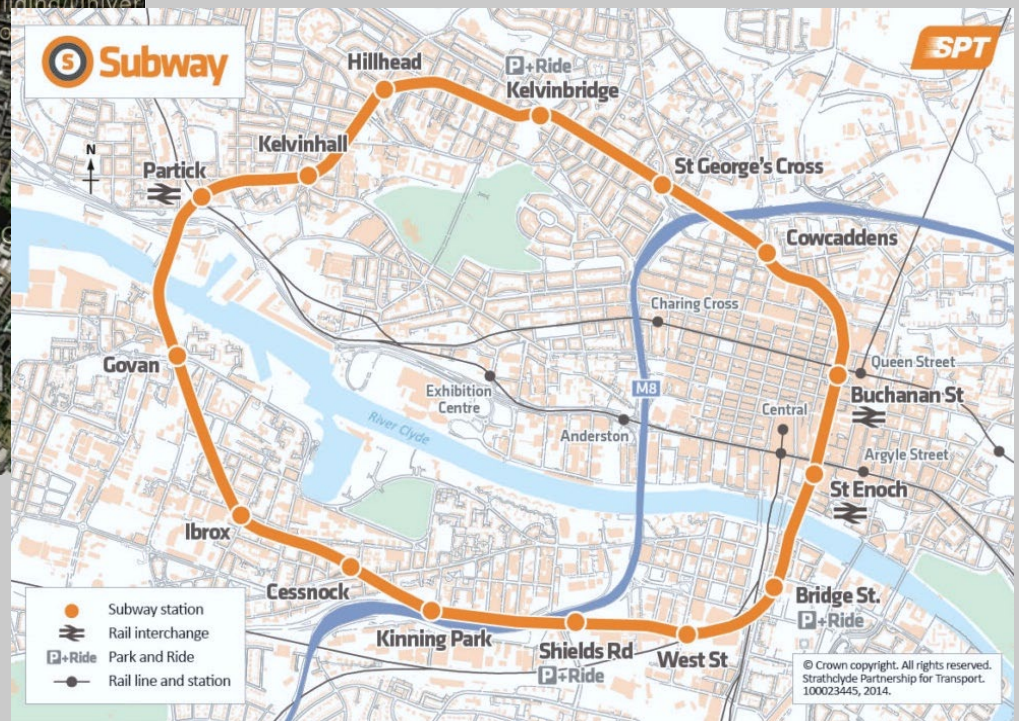 S Subway
SPT
Hillhead
P+Ride
Kelvinbridge
Kelvinhall
N
Partick
St George's Cross
Cowcaddens
Charing Cross
Queen Street
Govan
Buchanan St
M8
Exhibition
Centre
Central
River Clyde
Anderston
Argyle Street
St Enoch
Ibrox
Cessnock
Bridge St.
P+Ride
Kinning Park
Shields Rd
P+Ride
West St
Subway station
Rail interchange
P+Ride Park and Ride
Rail line and station
© Crown copyright. All rights reserved.
Strathclyde Partnership for Transport.
100023445, 2014.